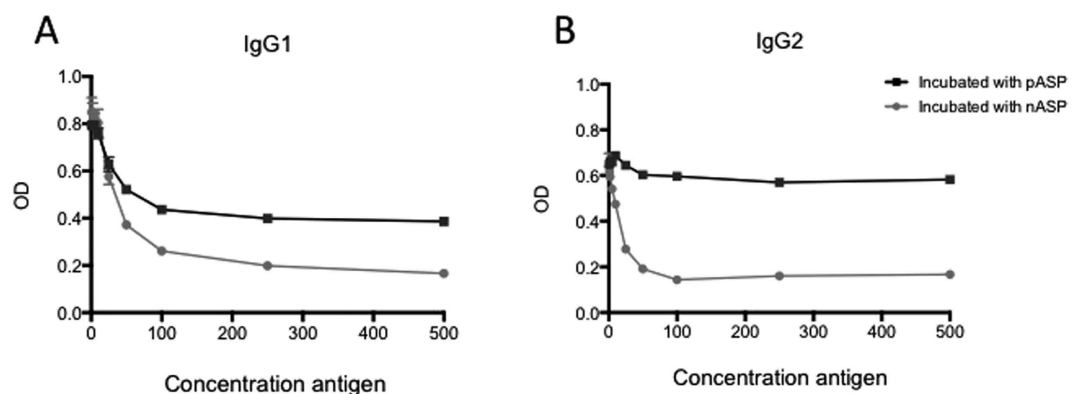 A
IgG1
1.0
0.8
0.6
0.4
0.2
0.0
OD
0 100 200 300 400 500
Concentration antigen
B
IgG2
1.0
0.8
0.6
0.4
0.2
0.0
OD
0 100 200 300 400 500
Concentration antigen
Incubated with pASP
Incubated with nASP